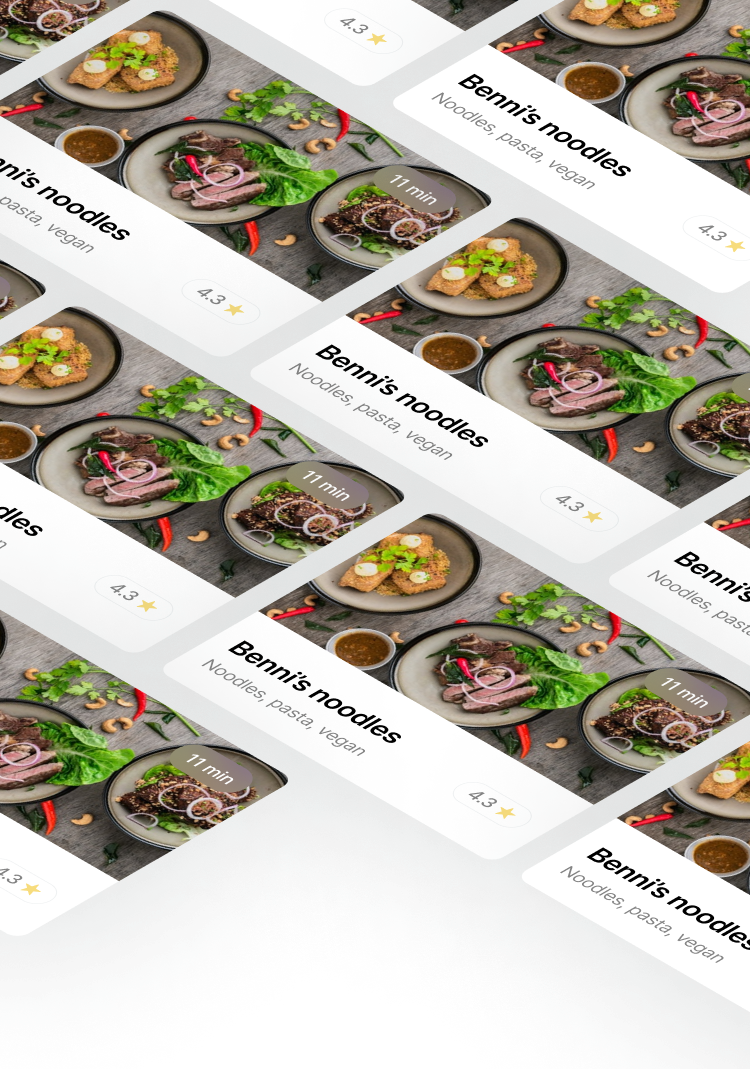 4.3
Benni's noodles
Noodles, pasta, vegan
4.3
11 min
nni's noodles
pasta, vegan
4.3
Benni's noodles
Noodles, pasta, vegan
4.3
11 min
dles
4.3
Benni's
Noodles, pasta
11 min
Benni's noodles
Noodles, pasta, vegan
4.3
11 min
4.3
Benni's noodles
Noodles, pasta, vegan